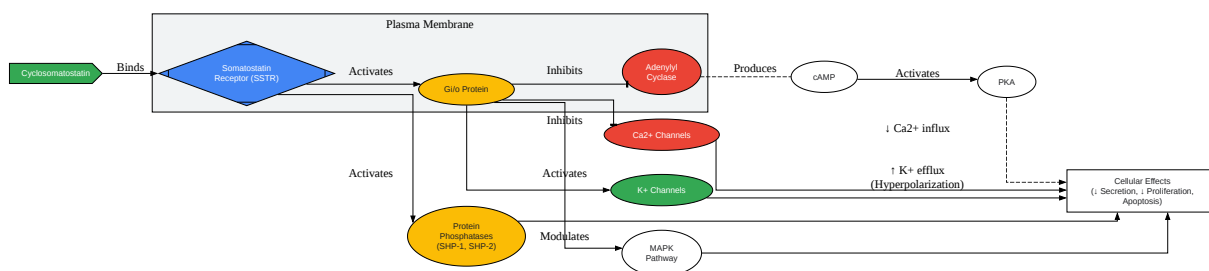 Plasma Membrane
Cyclosomatostatin
Binds
Somatostatin
Receptor (SSTR)
Activates
Gi/o Protein
Inhibits
Adenylyl
Cyclase
Produces
cAMP
Activates
PKA
Inhibits
Ca2+ Channels
↓ Ca2+ influx
Activates
Activates
K+ Channels
↑ K+ efflux
(Hyperpolarization)
Cellular Effects
(↓ Secretion, ↓ Proliferation,
Apoptosis)
Protein
Phosphatases
(SHP-1, SHP-2)
Modulates
MAPK
Pathway